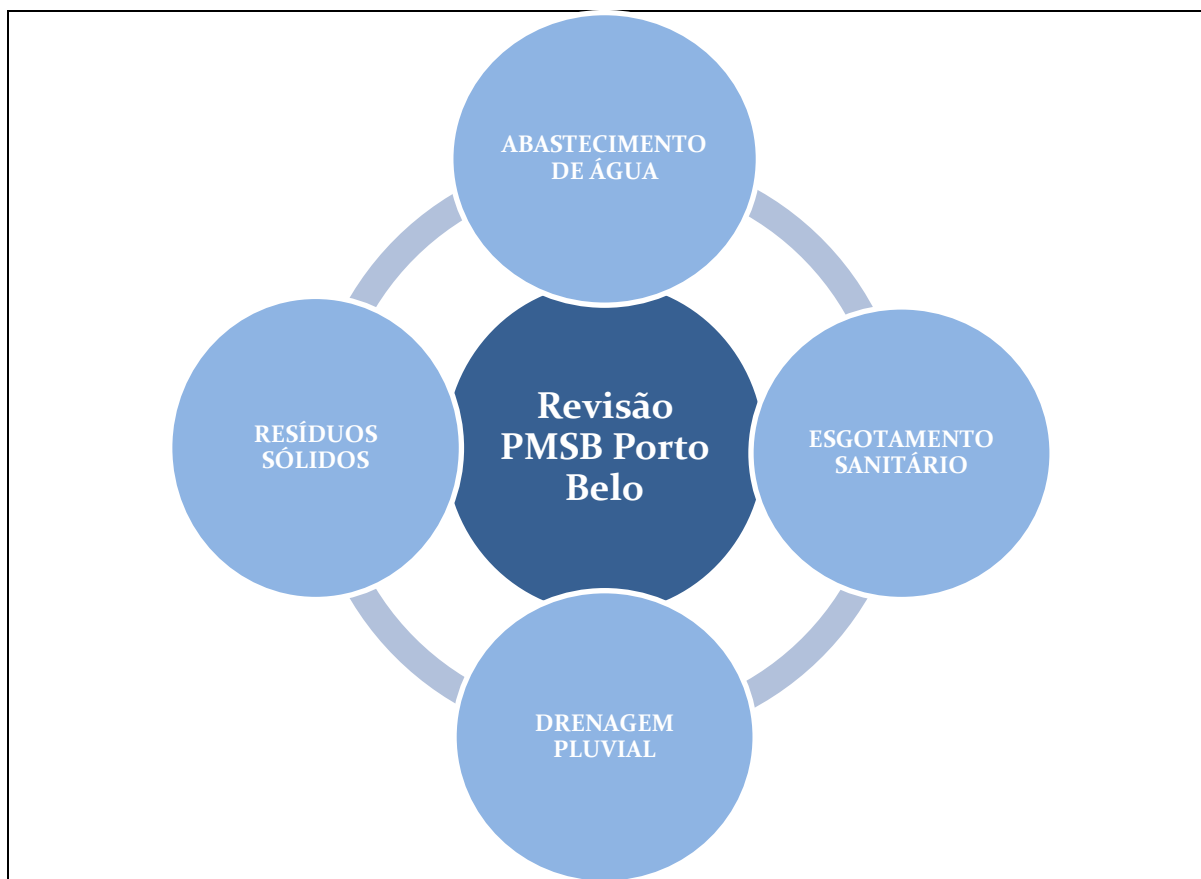 ABASTECIMENTO
DE ÁGUA
RESÍDUOS
SÓLIDOS
Revisão
PMSB Porto
Belo
ESGOTAMENTO
SANITÁRIO
DRENAGEM
PLUVIAL